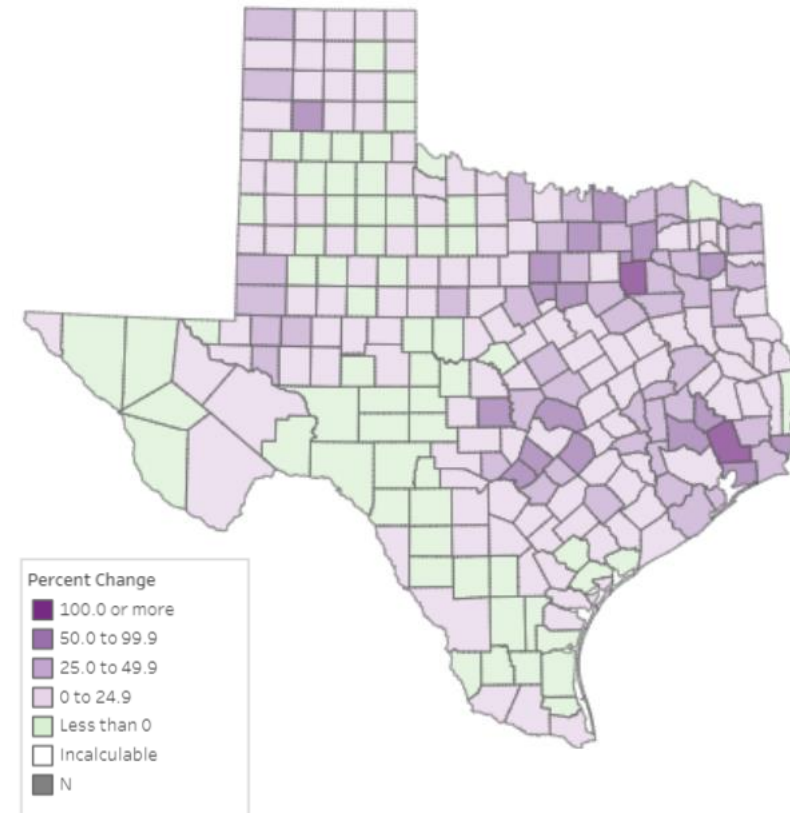 Percent Change
100.0 or more
50.0 to 99.9
25.0 to 49.9
0 to 24.9
Less than 0
Incalculable
N